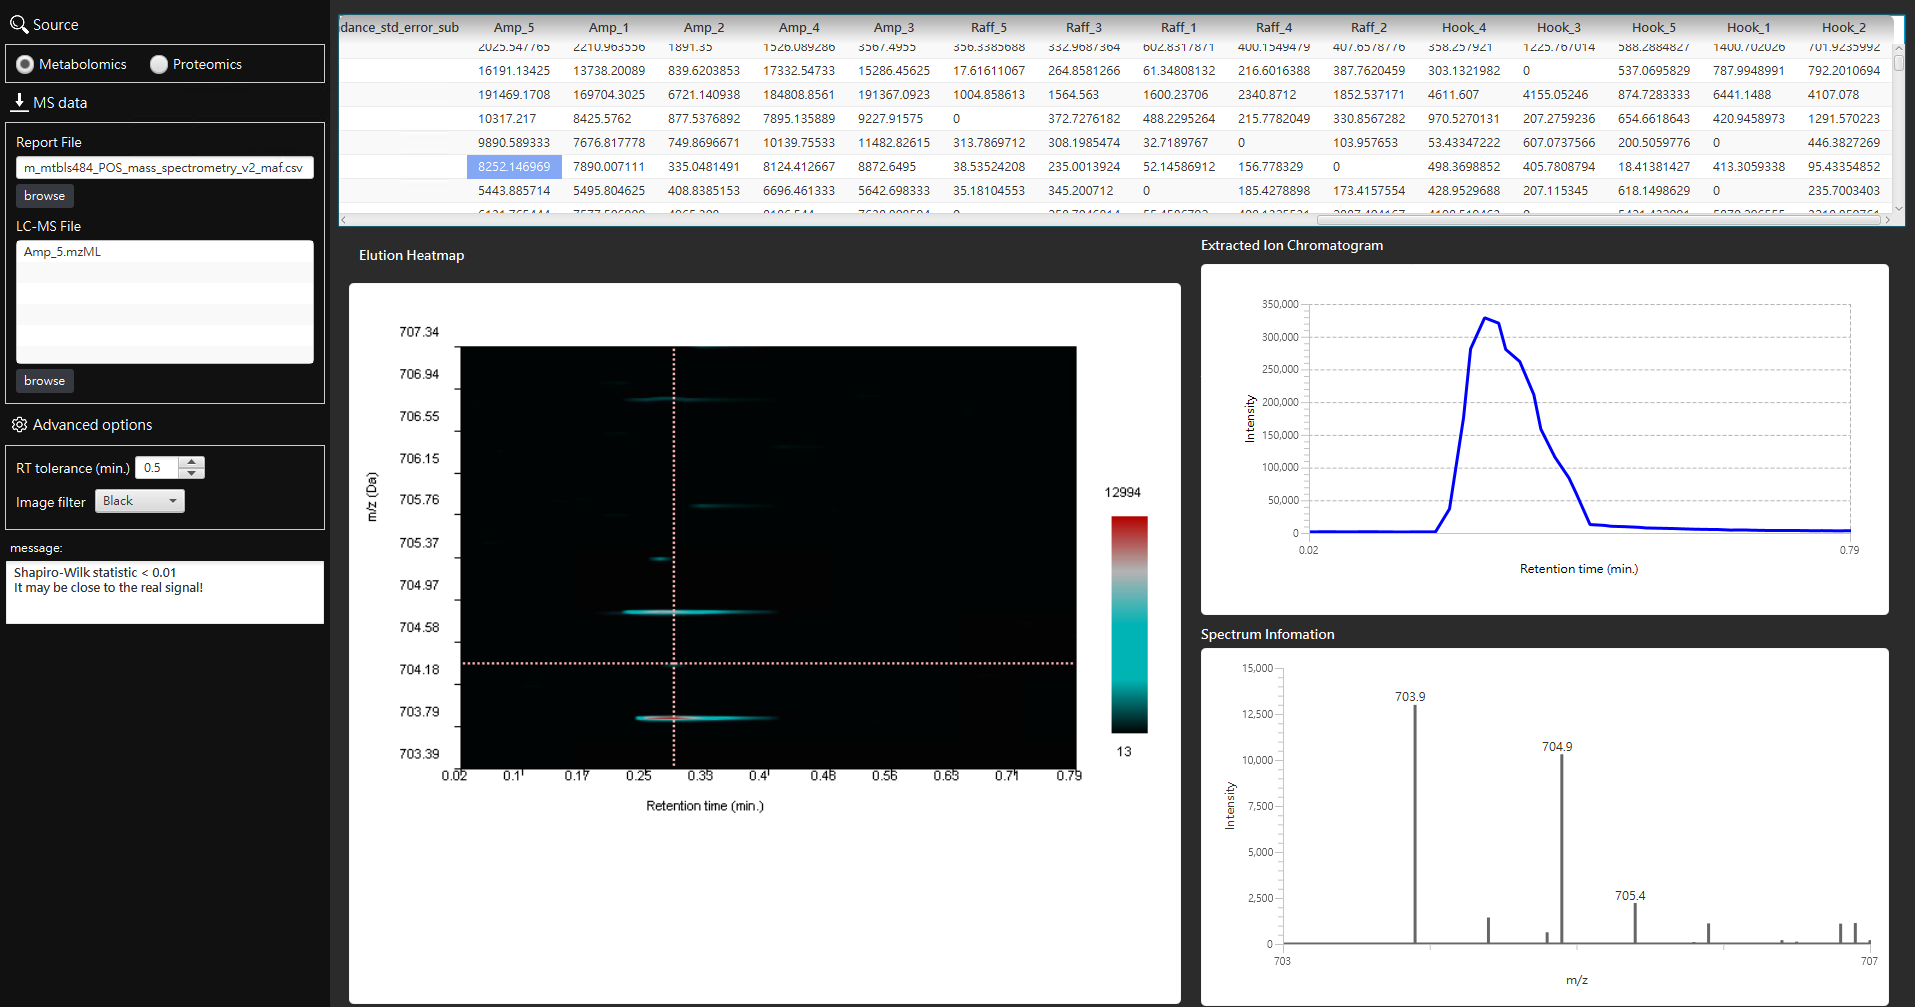 Source
Metabolomics Proteomics
MS data
Report File
m_mtbls484_POS_mass_spectrometry_v2_maf.csv
browse
LC-MS File
Amp_5.mzML
browse
Advanced options
RT tolerance (min.) 0.5
Image filter Black
message:
Shapiro-Wilk statistic < 0.01
It may be close to the real signal!
dance_std_error_sub Amp_5 Amp_1 Amp_2 Amp_4 Amp_3 Raff_5 Raff_3 Raff_1 Raff_4 Raff_2 Hook_4 Hook_3 Hook_5 Hook_1 Hook_2
2025.547765 2210.963556 1891.35 1526.089286 3567.4955 356.3385688 332.9687364 602.8317871 400.1549479 407.6578776 358.257921 1225.767014 588.2884827 1400.702026 701.9235992
16191.13425 13738.20089 839.6203853 17332.54733 15286.45625 17.61611067 264.8581266 61.34808132 216.6016388 387.7620459 303.1321982 0 537.0695829 787.9948991 792.2010694
191469.1708 169704.3025 6721.140938 184808.8561 191367.0923 1004.858613 1564.563 1600.23706 2340.8712 1852.537171 4611.607 4155.05246 874.7283333 6441.1488 4107.078
10317.217 8425.5762 877.5376892 7895.135889 9227.91575 0 372.7276182 488.2295264 215.7782049 330.8567282 970.5270131 207.2759236 654.6618643 420.9458973 1291.570223
9890.589333 7676.817778 749.8696671 10139.75533 11482.82615 313.7869712 308.1985474 32.7189767 0 103.957653 53.43347222 607.0737566 200.5059776 0 446.3827269
8252.146969 7890.007111 335.0481491 8124.412667 8872.6495 38.53524208 235.0013924 52.14586912 156.778329 0 498.3698852 405.7808794 18.41381427 413.3059338 95.43354852
5443.885714 5495.804625 408.8385153 6696.461333 5642.698333 35.18104553 345.200712 0 185.4278898 173.4157554 428.9529688 207.115345 618.1498629 0 235.7003403
Elution Heatmap
707.34
706.94
706.55
706.15
705.76
705.37
704.97
704.58
704.18
703.79
703.39
m/z (Da)
0.02 0.1 0.17 0.25 0.35 0.4 0.48 0.56 0.63 0.71 0.79
Retention time (min.)
12994
13
Extracted Ion Chromatogram
350,000
300,000
250,000
200,000
150,000
100,000
50,000
0
Intensity
0.02 0.79
Retention time (min.)
Spectrum Infomation
15,000
12,500
10,000
7,500
5,000
2,500
0
Intensity
703.9
704.9
705.4
703 707
m/z